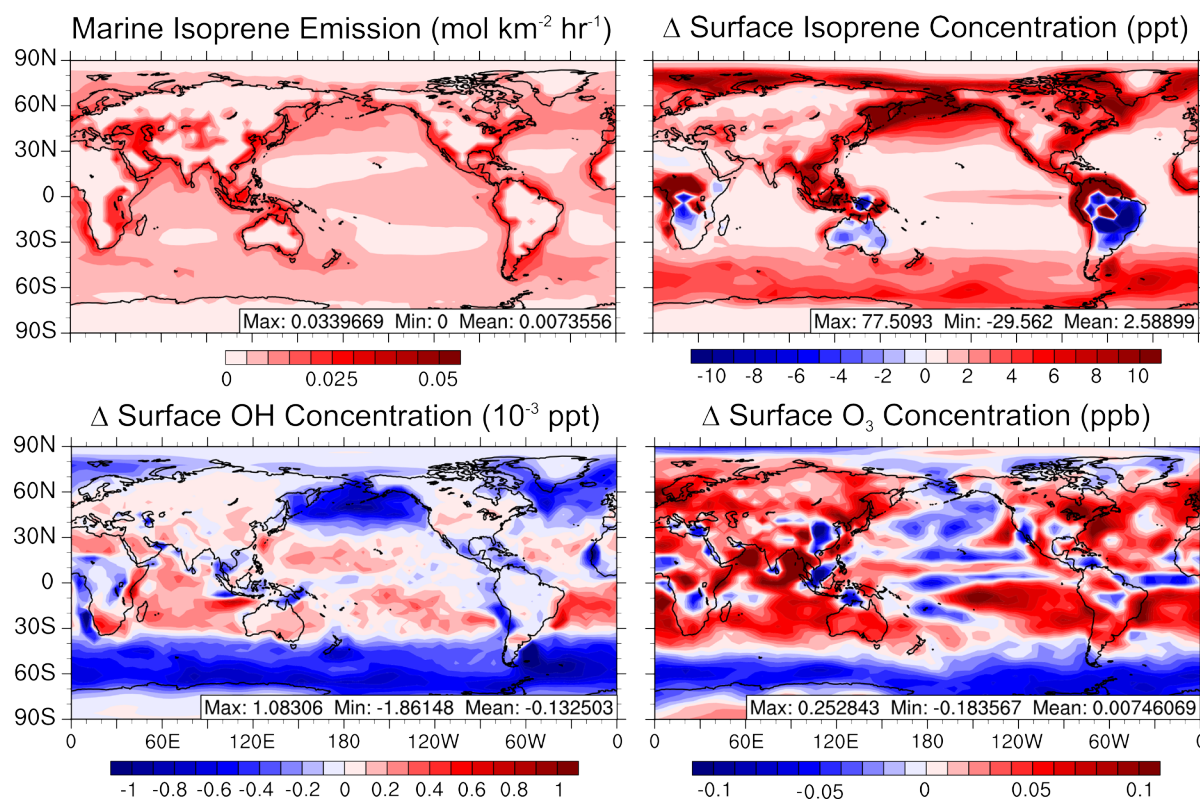 Marine Isoprene Emission (mol km⁻² hr⁻¹)
Δ Surface Isoprene Concentration (ppt)
90N
60N
30N
0
30S
60S
90S
Max: 0.0339669 Min: 0 Mean: 0.0073556
Max: 77.5093 Min: -29.562 Mean: 2.58899
0 0.025 0.05
-10 -8 -6 -4 -2 0 2 4 6 8 10
Δ Surface OH Concentration (10⁻³ ppt)
Δ Surface O₃ Concentration (ppb)
90N
60N
30N
0
30S
60S
90S
Max: 1.08306 Min: -1.86148 Mean: -0.132503
Max: 0.252843 Min: -0.183567 Mean: 0.00746069
0 60E 120E 180 120W 60W 0
0 60E 120E 180 120W 60W 0
-1 -0.8 -0.6 -0.4 -0.2 0 0.2 0.4 0.6 0.8 1
-0.1 -0.05 0 0.05 0.1